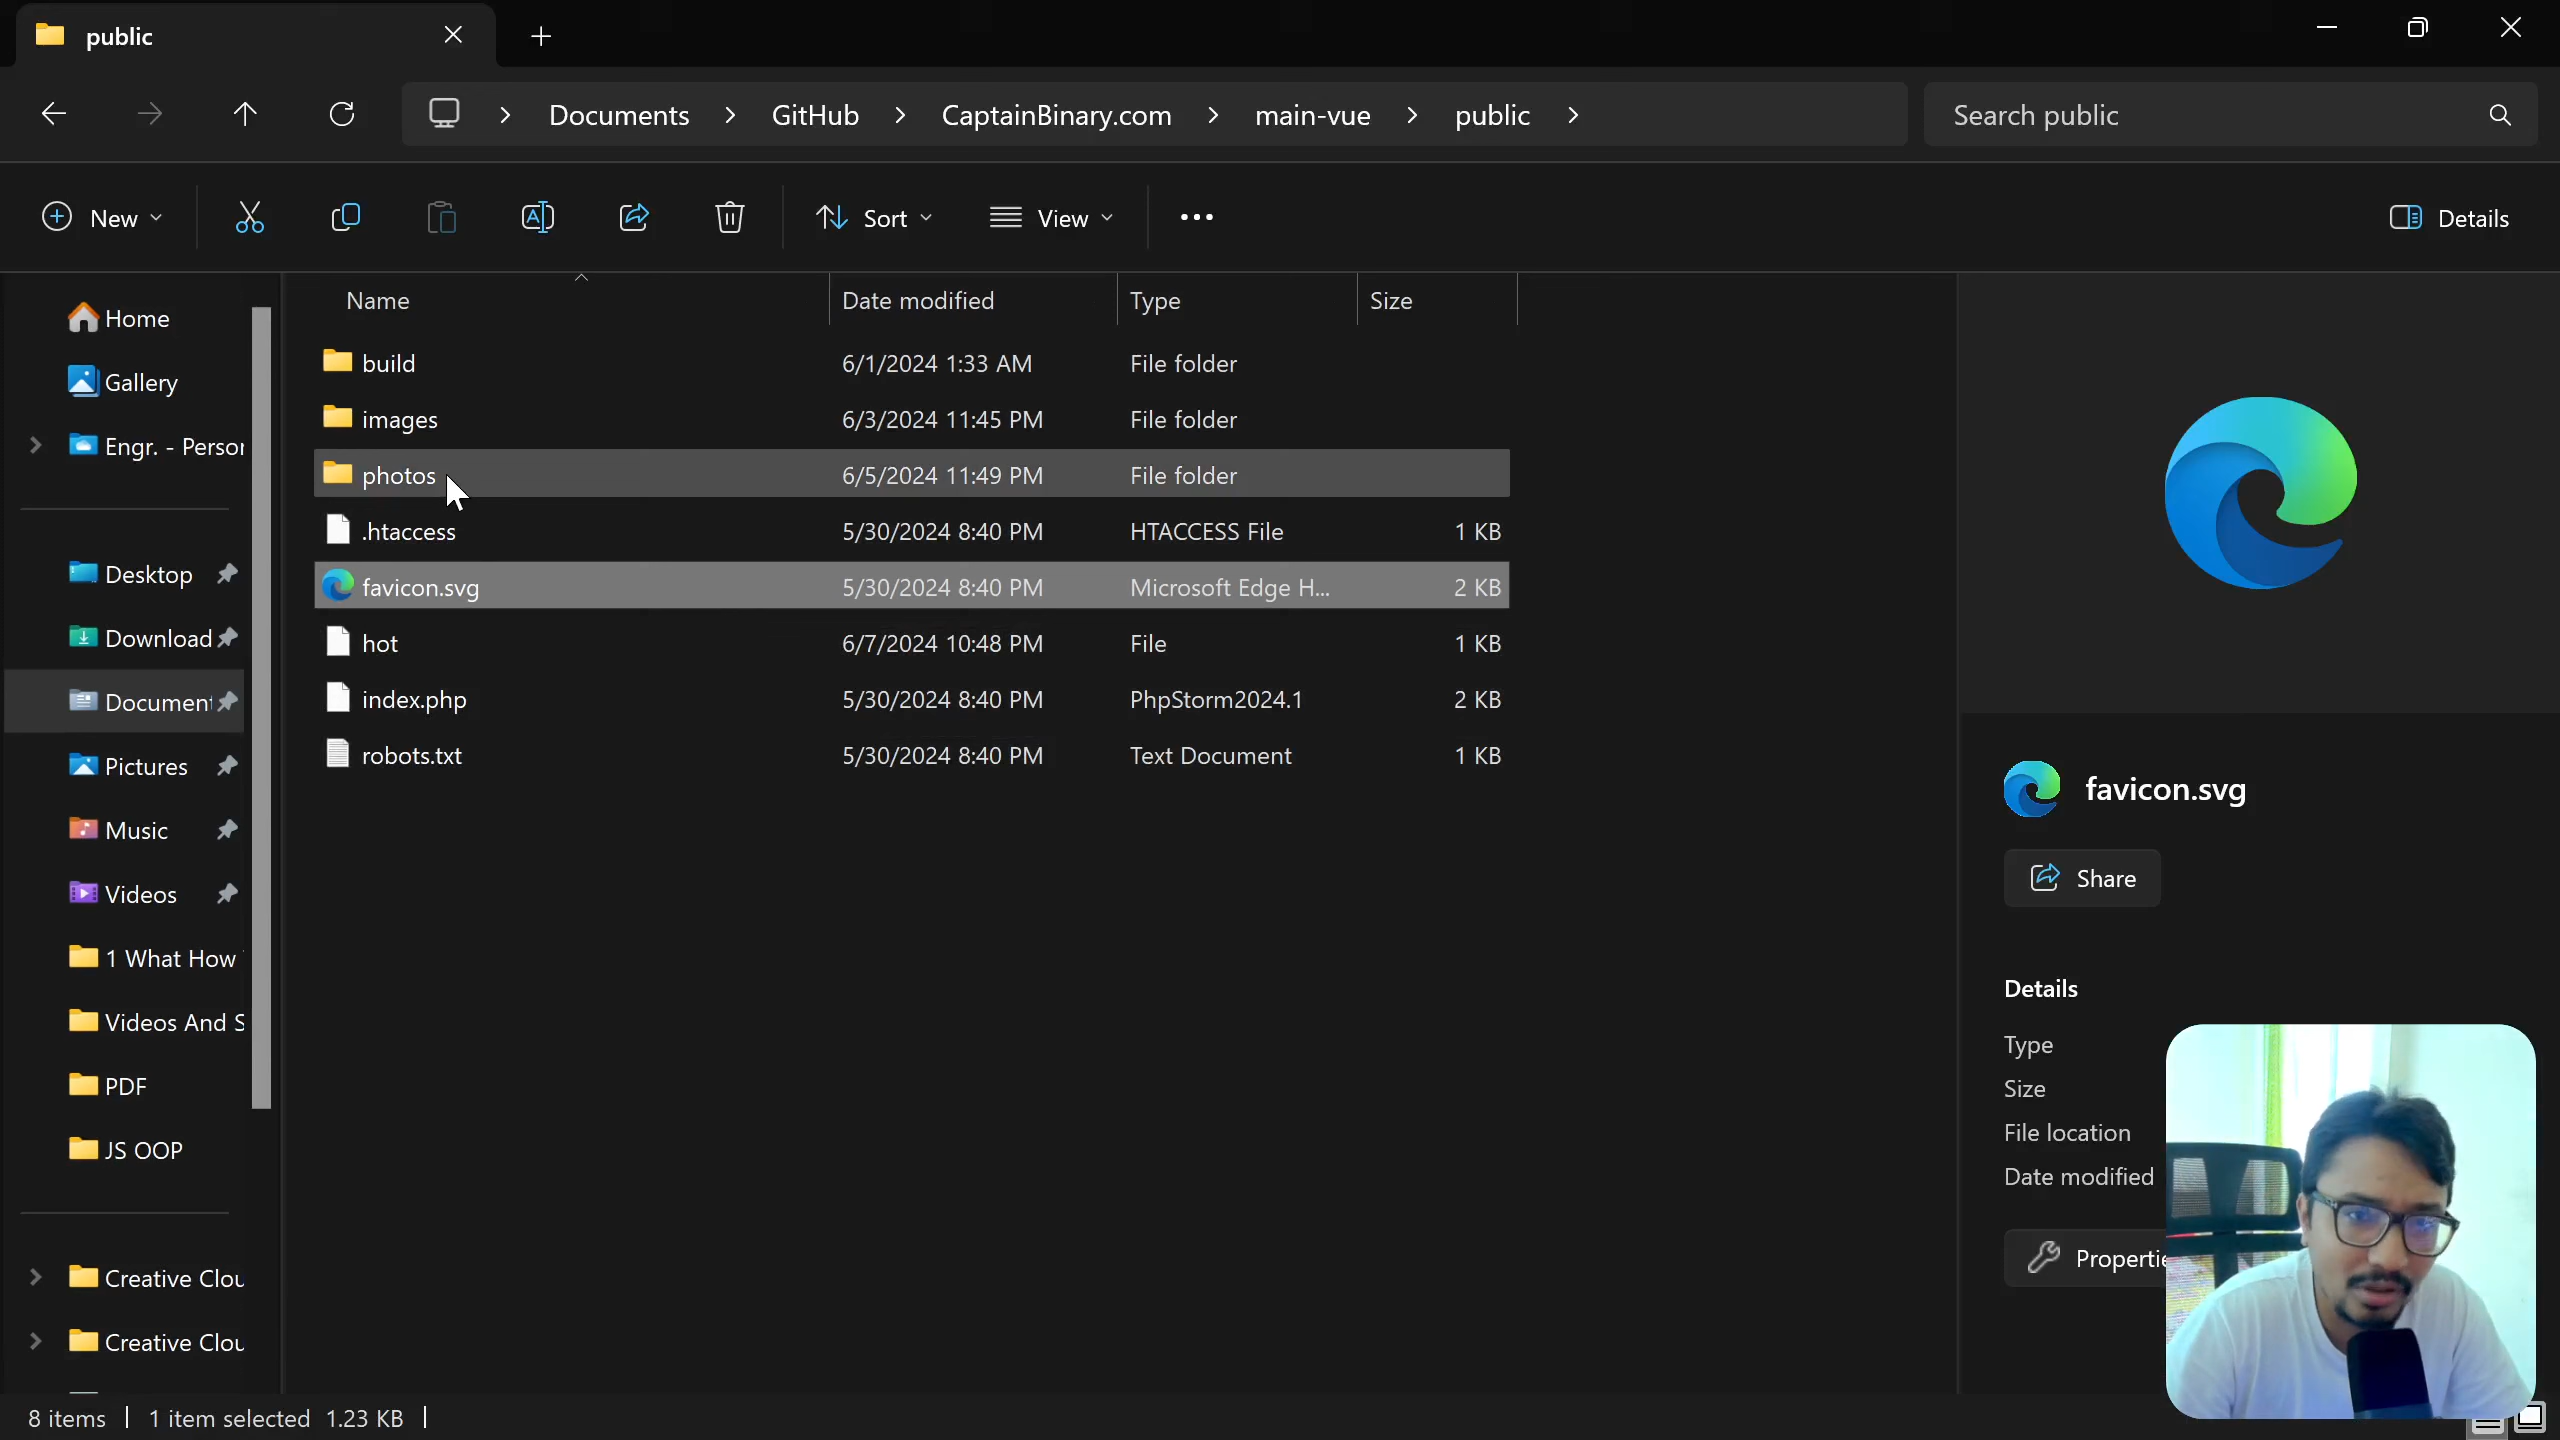 public
Documents > GitHub > CaptainBinary.com > main-vue > public >
Search public
New
Sort
View
Details
Home
Gallery
Engr. - Person
Desktop
Download
Document
Pictures
Music
Videos
1 What How
Videos And S
PDF
JS OOP
Creative Clou
Creative Clou
Name Date modified Type Size
build 6/1/2024 1:33 AM File folder
images 6/3/2024 11:45 PM File folder
photos 6/5/2024 11:49 PM File folder
.htaccess 5/30/2024 8:40 PM HTACCESS File 1 KB
favicon.svg 5/30/2024 8:40 PM Microsoft Edge H... 2 KB
hot 6/7/2024 10:48 PM File 1 KB
index.php 5/30/2024 8:40 PM PhpStorm2024.1 2 KB
robots.txt 5/30/2024 8:40 PM Text Document 1 KB
favicon.svg
Share
Details
Type
Size
File location
Date modified
Propertie
8 items 1 item selected 1.23 KB